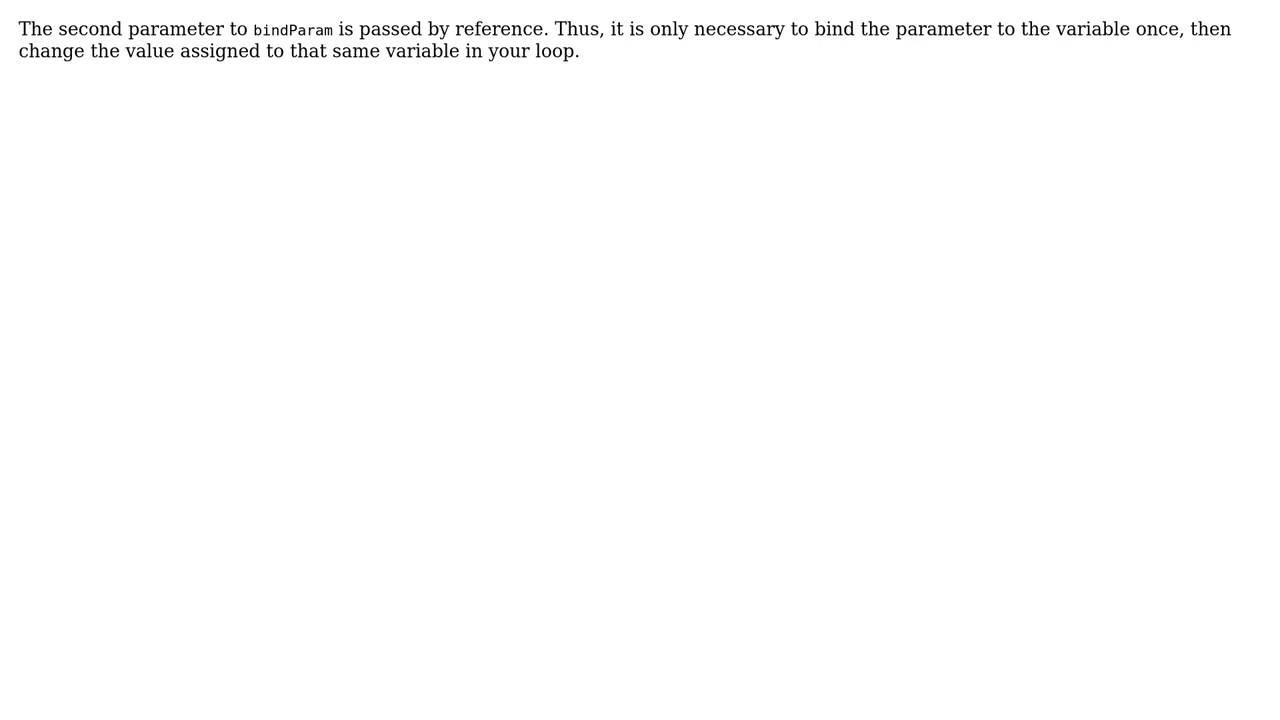 The second parameter to bindParam is passed by reference. Thus, it is only necessary to bind the parameter to the variable once, then
change the value assigned to that same variable in your loop.